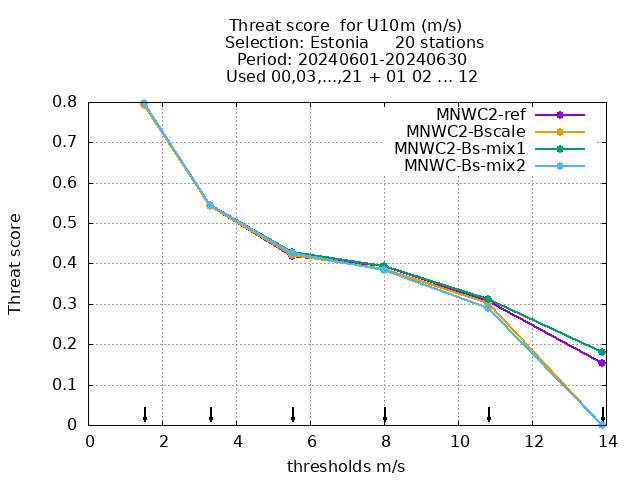 Threat score  for U10m (m/s)
Selection: Estonia     20 stations
Period: 20240601-20240630
Used 00,03,...,21 + 01 02 ... 12
MNWC2-ref
MNWC2-Bscale
MNWC2-Bs-mix1
MNWC-Bs-mix2
Threat score
0.8
0.7
0.6
0.5
0.4
0.3
0.2
0.1
0
0 2 4 6 8 10 12 14
thresholds m/s